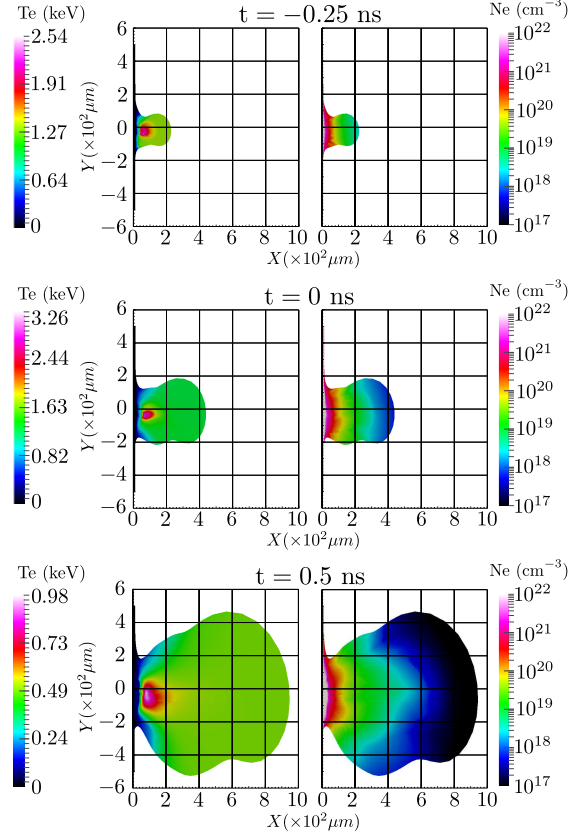 Te (keV)
t = −0.25 ns
Ne (cm−3)
2.54
1.91
1.27
0.64
0
Y(×10²μm)
6
4
2
0
−2
−4
−6
0 2 4 6 8 10
X(×10²μm)
0 2 4 6 8 10
X(×10²μm)
10²²
10²¹
10²⁰
10¹⁹
10¹⁸
10¹⁷
Te (keV)
t = 0 ns
Ne (cm−3)
3.26
2.44
1.63
0.82
0
Y(×10²μm)
6
4
2
0
−2
−4
−6
0 2 4 6 8 10
X(×10²μm)
0 2 4 6 8 10
X(×10²μm)
10²²
10²¹
10²⁰
10¹⁹
10¹⁸
10¹⁷
Te (keV)
t = 0.5 ns
Ne (cm−3)
0.98
0.73
0.49
0.24
0
Y(×10²μm)
6
4
2
0
−2
−4
−6
0 2 4 6 8 10
X(×10²μm)
0 2 4 6 8 10
X(×10²μm)
10²²
10²¹
10²⁰
10¹⁹
10¹⁸
10¹⁷